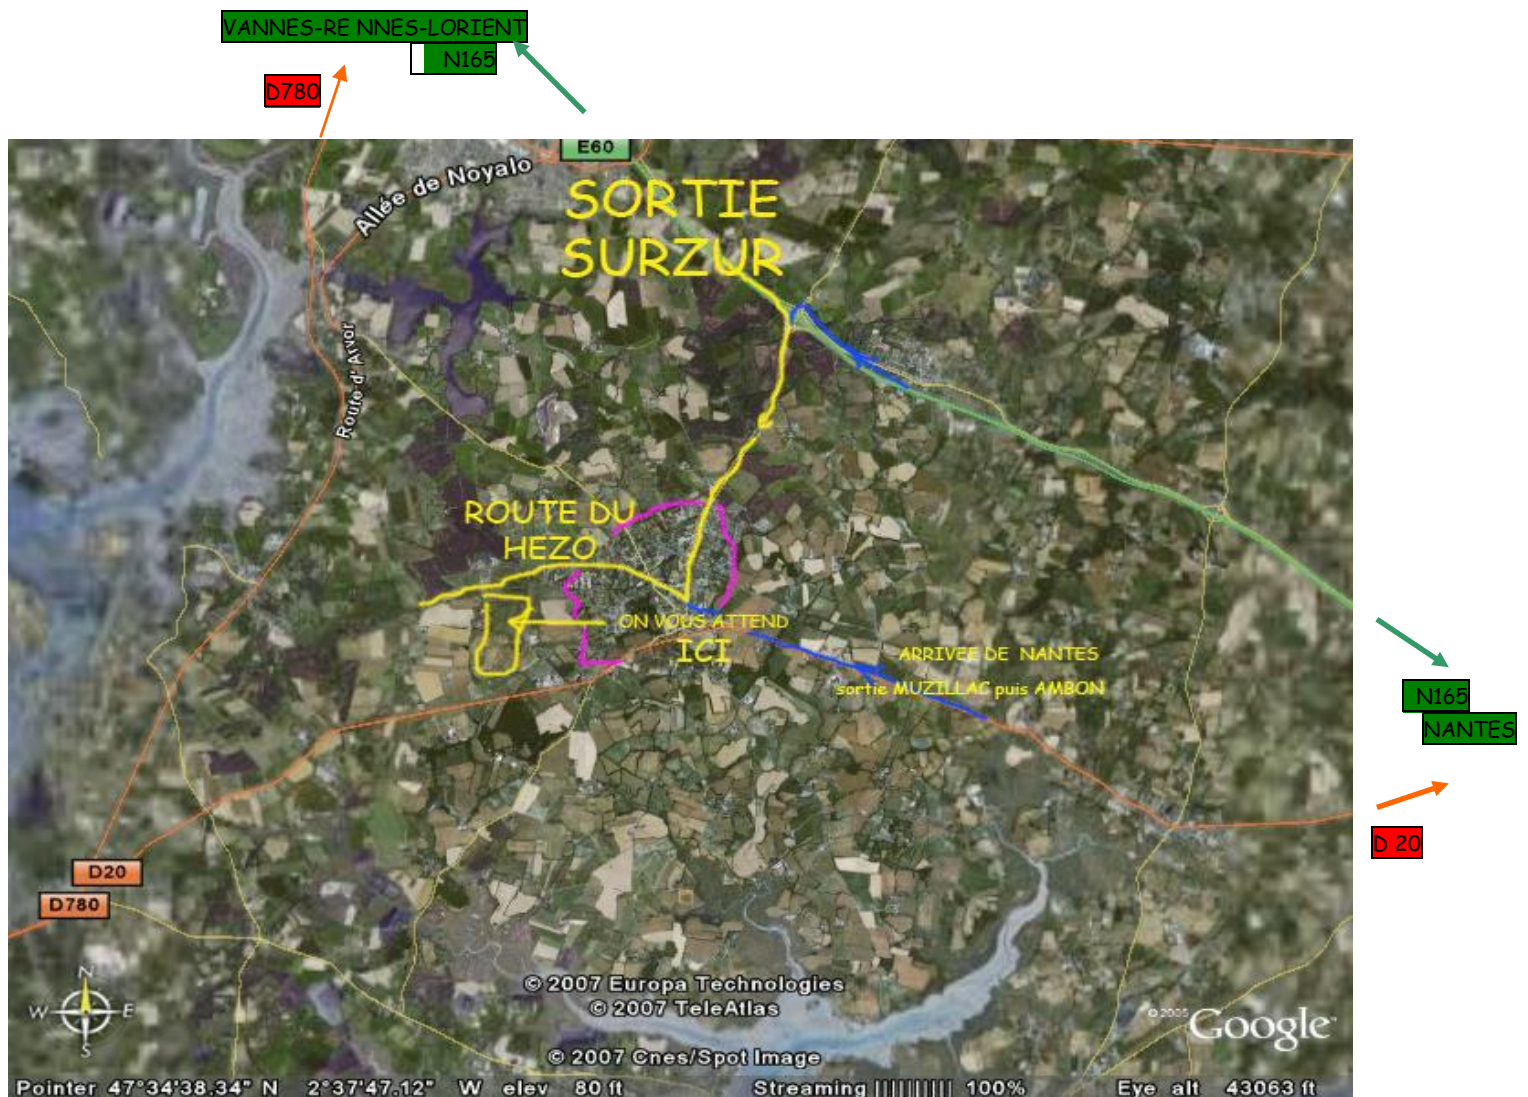 VANNES-RE NNES-LORIENT
N165
D780
E60
Allée de Noyalo
SORTIE
SURZUR
Route d' Arvor
ROUTE DU
HEZO
ON VOUS ATTEND
ICI
ARRIVEE DE NANTES
sortie MUZILLAC puis AMBON
N165
NANTES
D 20
D20
D780
N
W E
S
© 2007 Europa Technologies
© 2007 TeleAtlas
© 2007 Cnes/Spot Image
© 2005 Google™
Pointer 47°34'38.34" N 2°37'47.12" W elev 80 ft Streaming |||||||||| 100% Eye alt 43063 ft